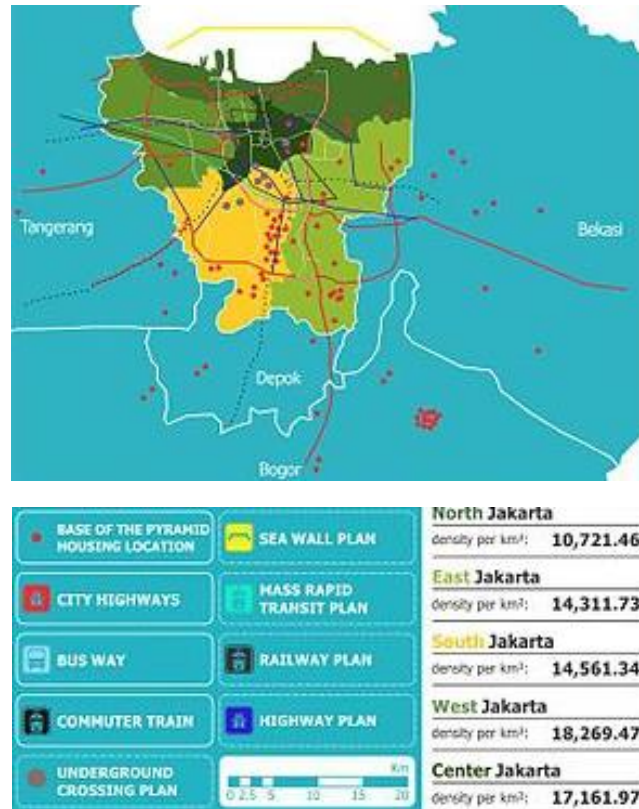 Tangerang
Bekasi
Depok
Bogor
BASE OF THE PYRAMID
HOUSING LOCATION
SEA WALL PLAN
CITY HIGHWAYS
MASS RAPID
TRANSIT PLAN
BUS WAY
RAILWAY PLAN
COMMUTER TRAIN
HIGHWAY PLAN
UNDERGROUND
CROSSING PLAN
Km
0 2.5 5 10 15 20
North Jakarta
density per km²: 10,721.46
East Jakarta
density per km²: 14,311.73
South Jakarta
density per km²: 14,561.34
West Jakarta
density per km²: 18,269.47
Center Jakarta
density per km²: 17,161.97